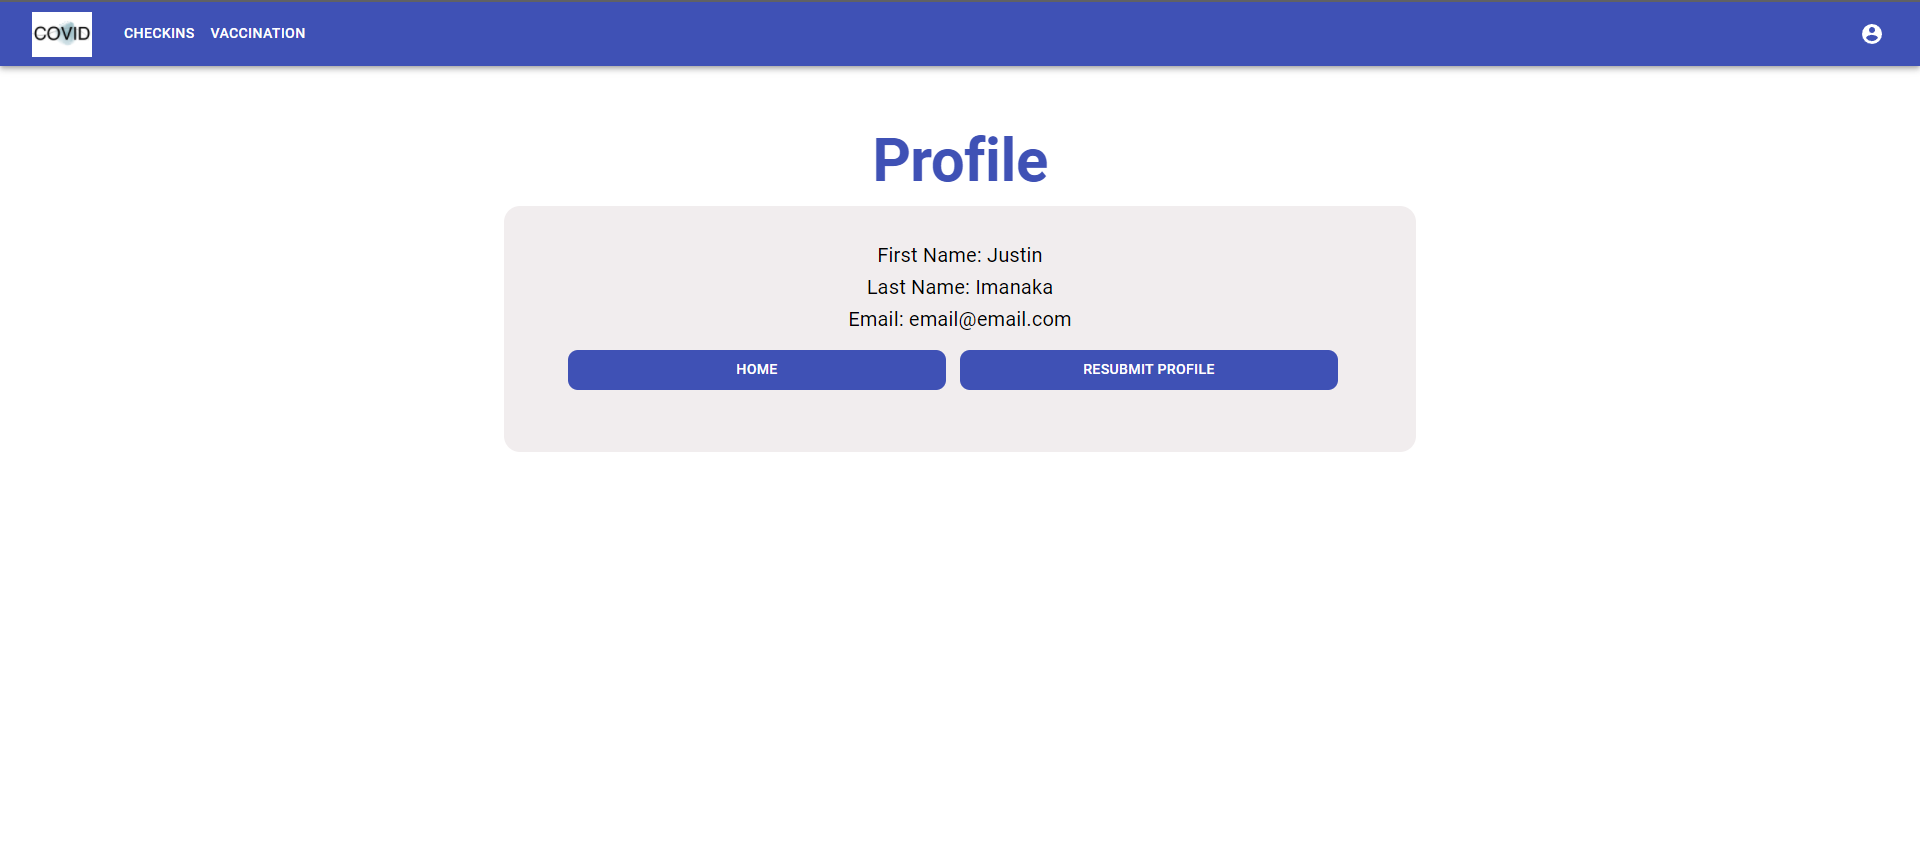 COVID
CHECKINS VACCINATION
Profile
First Name: Justin
Last Name: Imanaka
Email: email@email.com
HOME RESUBMIT PROFILE